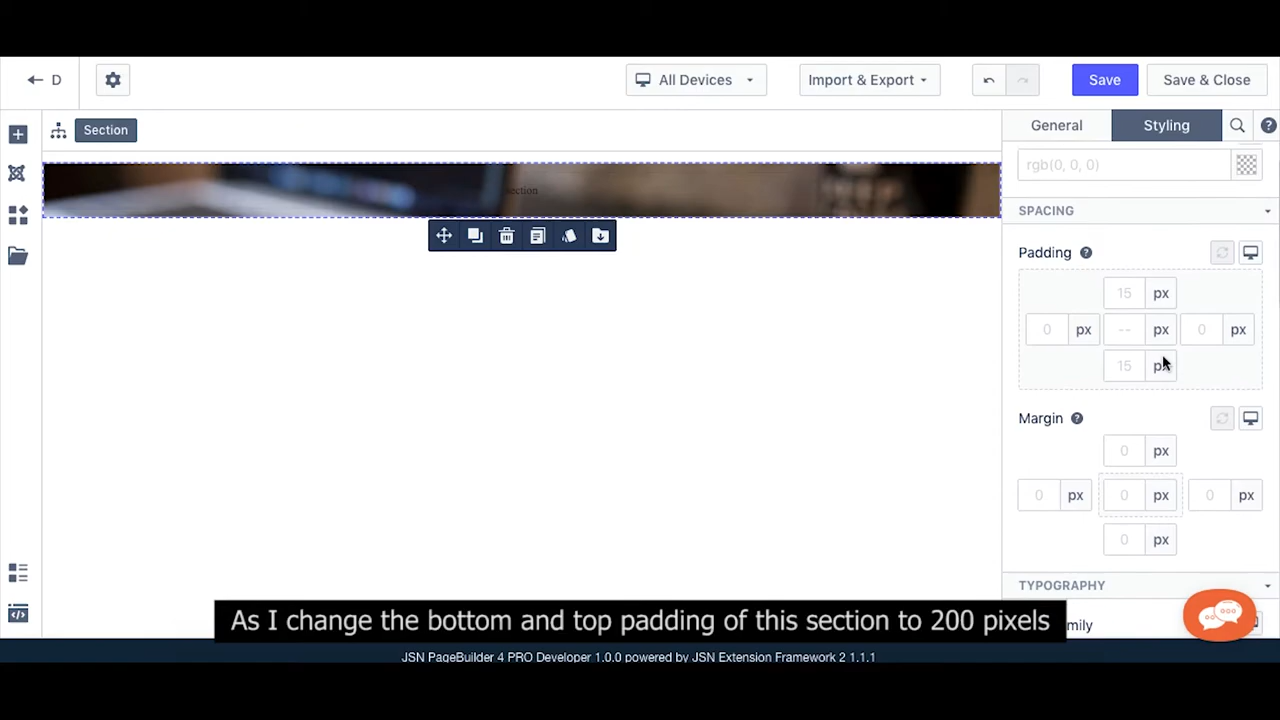 D
All Devices
Import & Export
Save
Save & Close
Section
General
Styling
section
rgb(0, 0, 0)
SPACING
Padding
15 px
0 px
-- px
0 px
15 px
Margin
0 px
0 px
0 px
0 px
0 px
TYPOGRAPHY
As I change the bottom and top padding of this section to 200 pixels
JSN PageBuilder 4 PRO Developer 1.0.0 powered by JSN Extension Framework 2 1.1.1